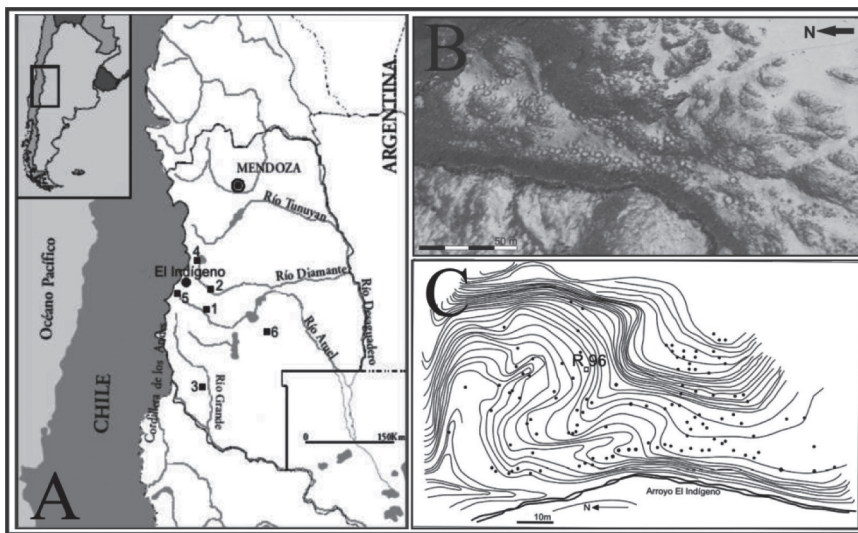 A
Océano Pacífico
CHILE
Cordillera de los Andes
ARGENTINA
MENDOZA
Río Tunuyan
4
El Indígeno
Río Diamante
2
5
1
Río Desaguadero
6
Río Atuel
3
Río Grande
0 150Km
B
N
50 m
C
R 96
Arroyo El Indígeno
10m
N